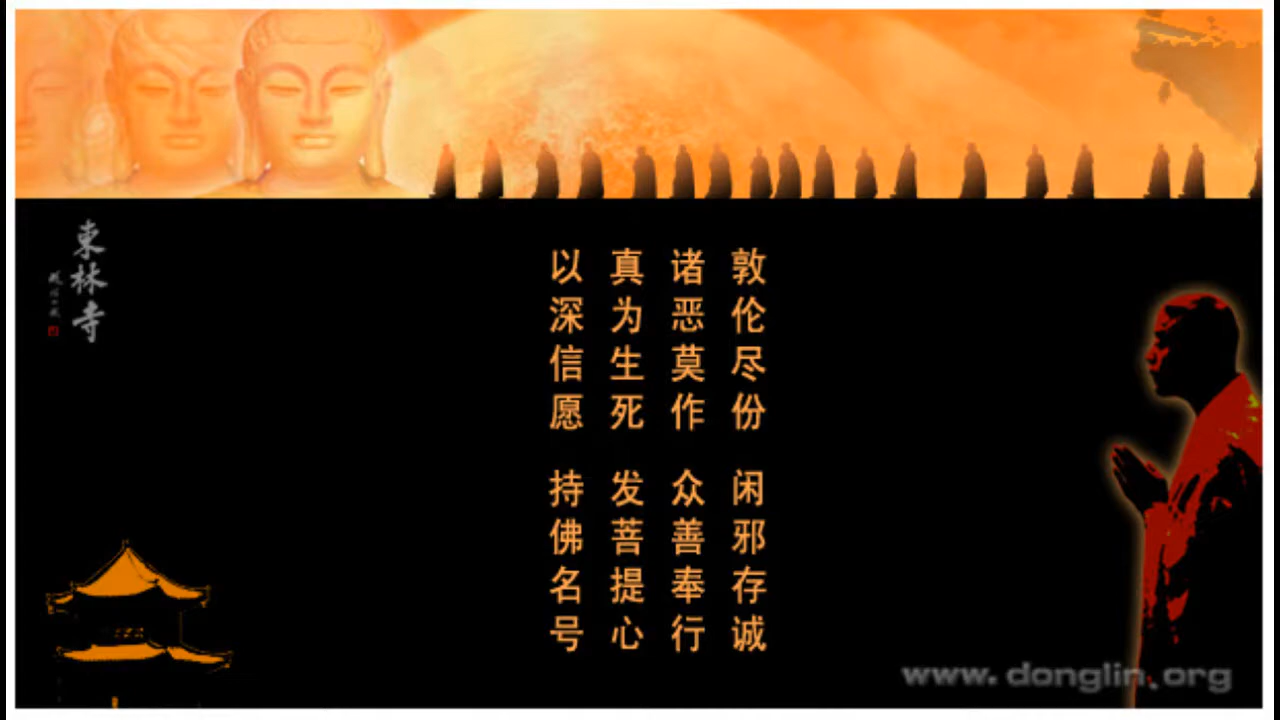 敦伦尽份 闲邪存诚
诸恶莫作 众善奉行
真为生死 发菩提心
以深信愿 持佛名号
東林寺
www.donglin.org